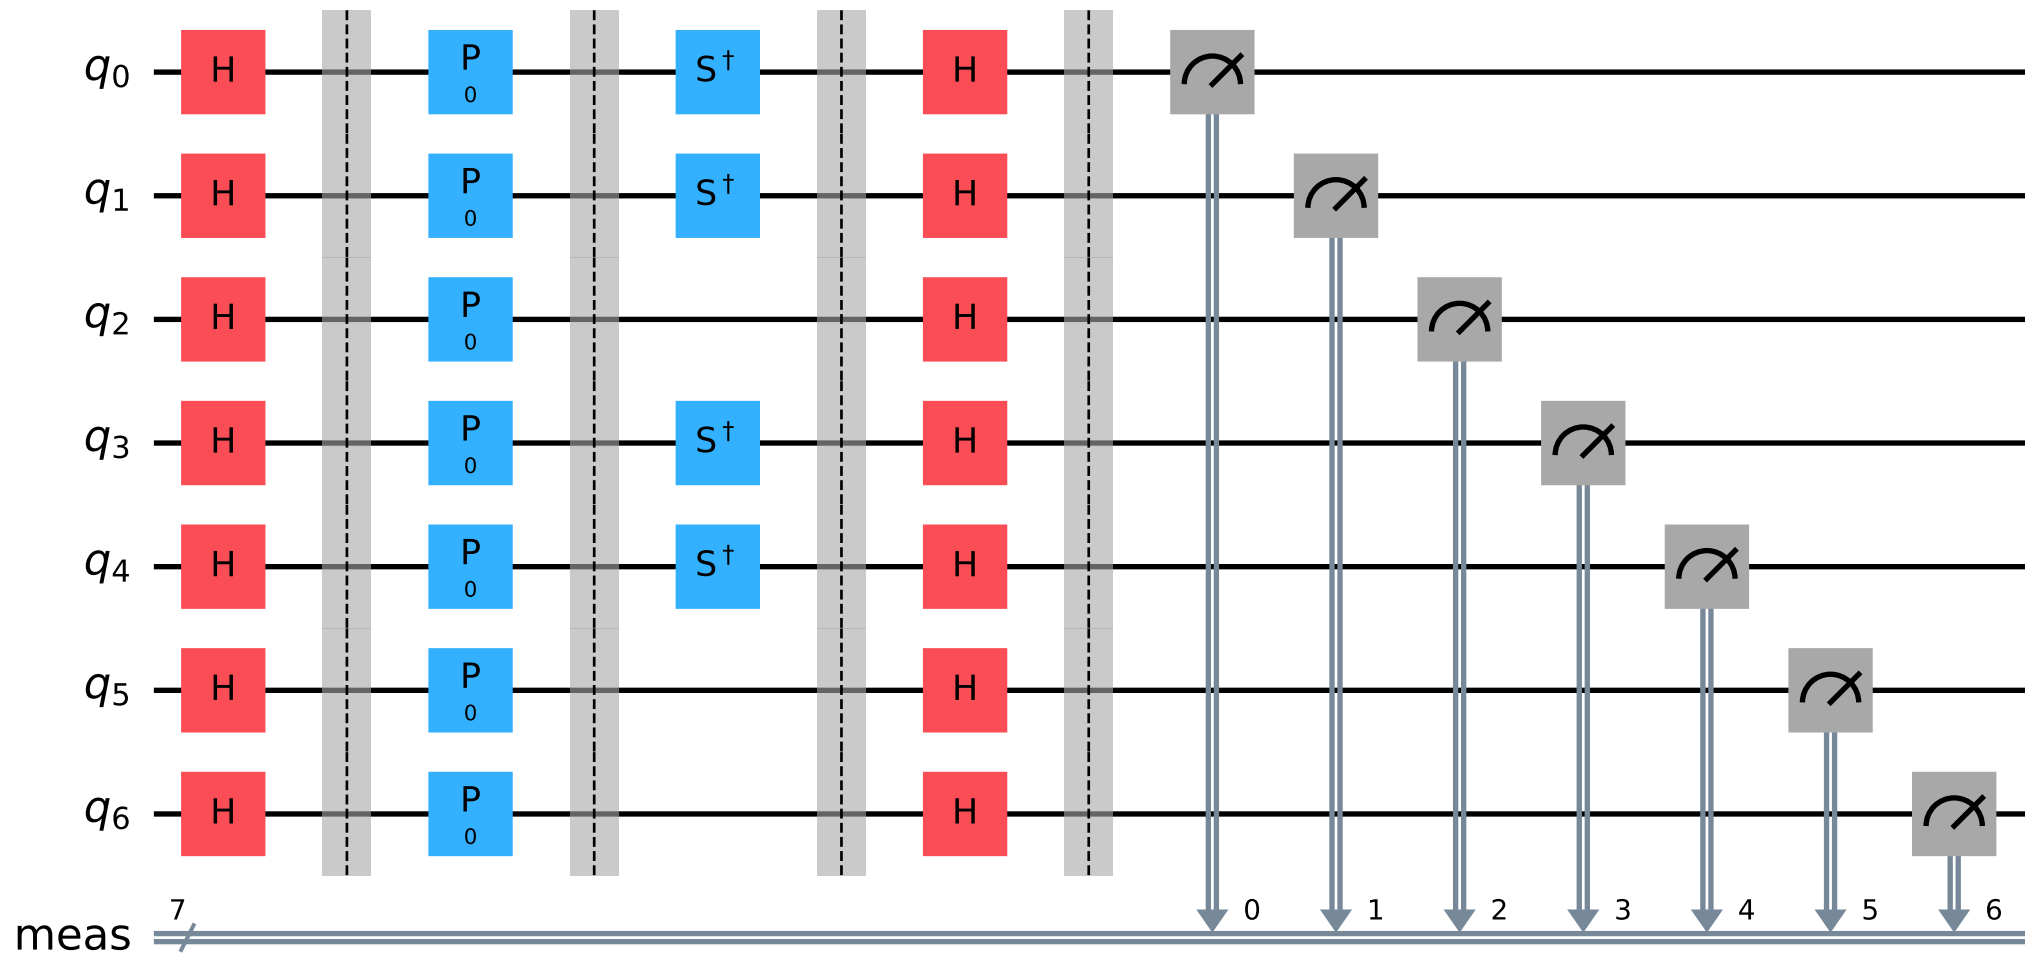 q0 H P 0 S† H
q1 H P 0 S† H
q2 H P 0 H
q3 H P 0 S† H
q4 H P 0 S† H
q5 H P 0 H
q6 H P 0 H
7 0 1 2 3 4 5 6
meas